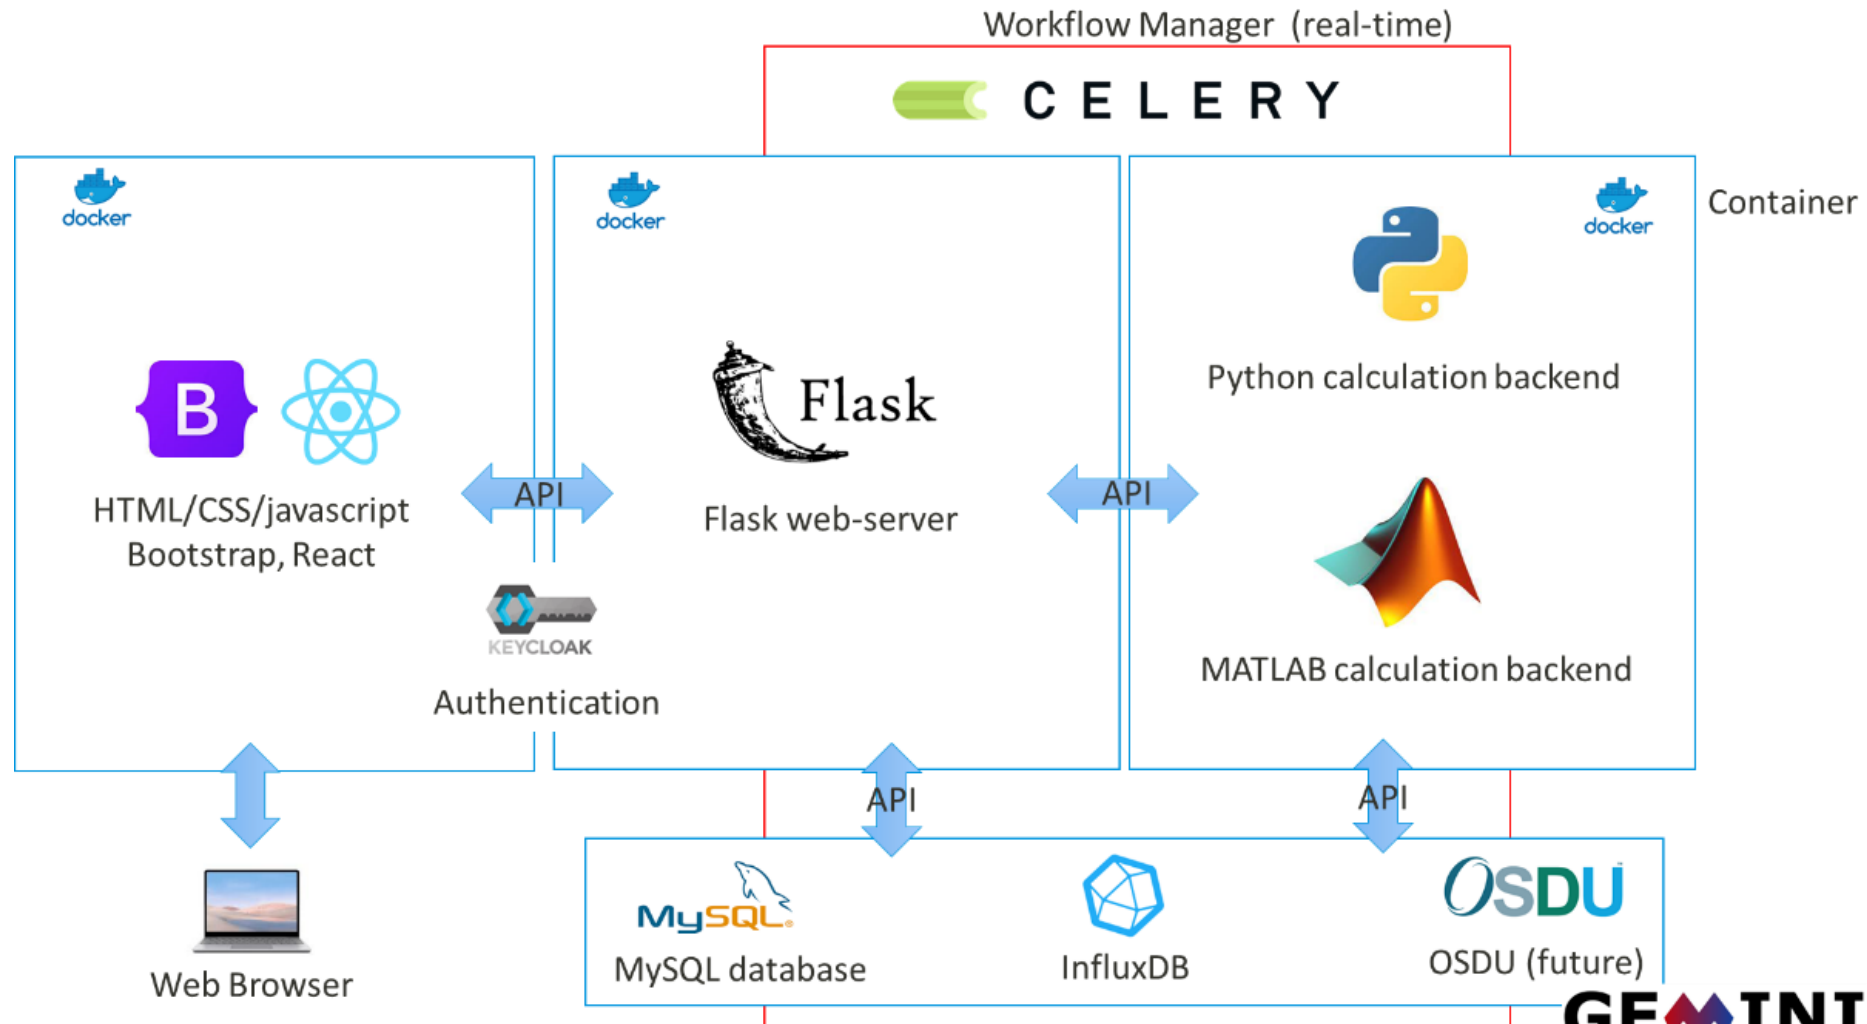 Workflow Manager (real-time)
CELERY
docker
docker
docker
Container
B
Flask
Python calculation backend
HTML/CSS/javascript
Bootstrap, React
API
Flask web-server
API
KEYCLOAK
Authentication
MATLAB calculation backend
API
API
MySQL®
MySQL database
InfluxDB
OSDU™
OSDU (future)
Web Browser
GEMINI